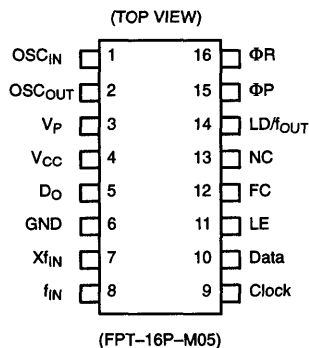 (TOP VIEW)
OSCIN 1 16 ΦR
OSCOUT 2 15 ΦP
VP 3 14 LD/fOUT
VCC 4 13 NC
DO 5 12 FC
GND 6 11 LE
XfIN 7 10 Data
fIN 8 9 Clock
(FPT–16P–M05)